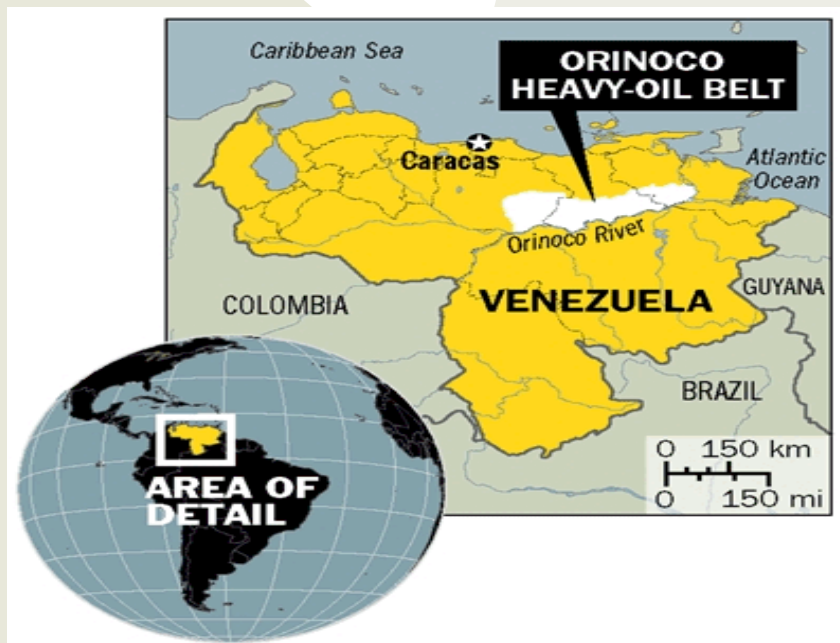 Caribbean Sea
ORINOCO
HEAVY-OIL BELT
Caracas
Atlantic
Ocean
Orinoco River
COLOMBIA
VENEZUELA
GUYANA
BRAZIL
AREA OF
DETAIL
0 150 km
0 150 mi